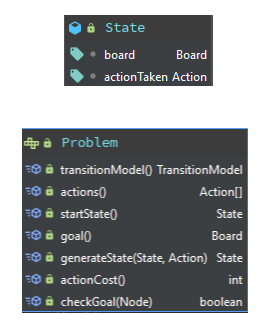 State
board Board
actionTaken Action
Problem
transitionModel() TransitionModel
actions() Action[]
startState() State
goal() Board
generateState(State, Action) State
actionCost() int
checkGoal(Node) boolean